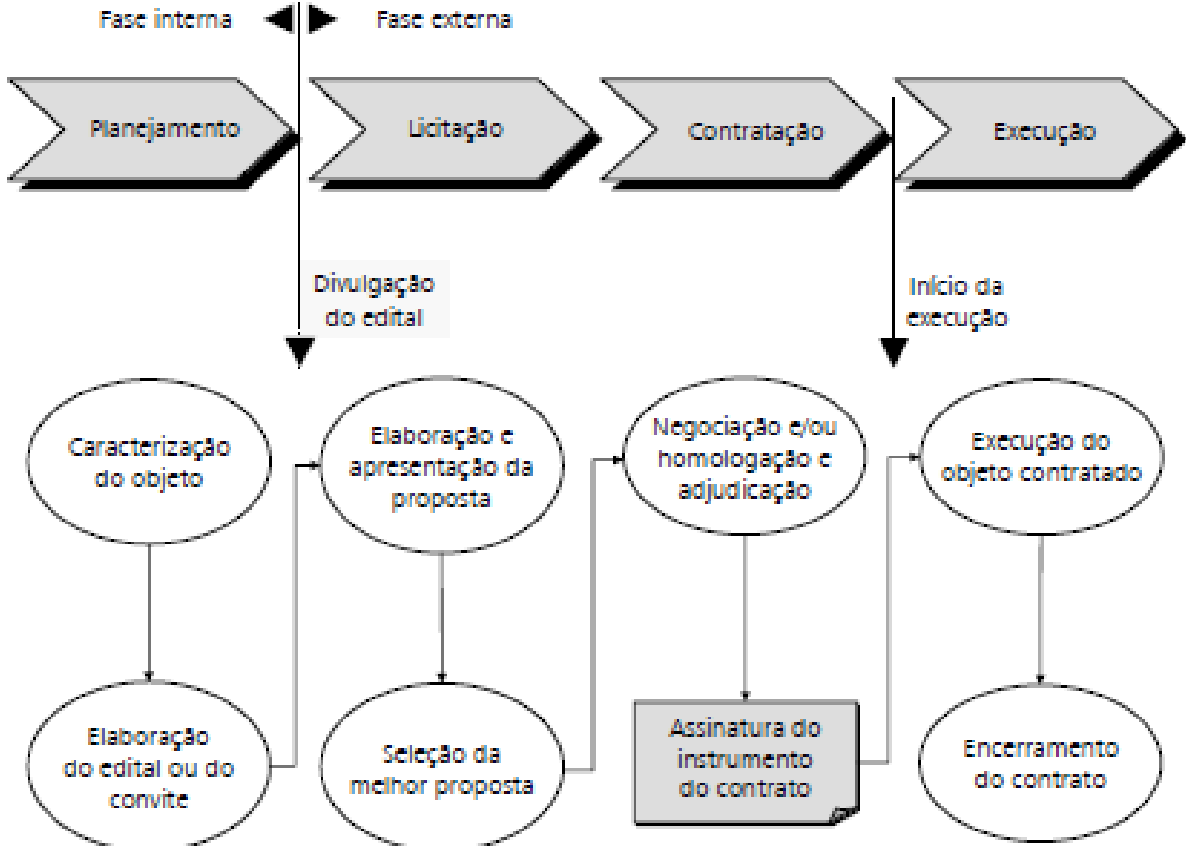 Fase interna
Fase externa
Planejamento
Licitação
Contratação
Execução
Divulgação
do edital
Início da
execução
Caracterização
do objeto
Elaboração e
apresentação da
proposta
Negociação e/ou
homologação e
adjudicação
Execução do
objeto contratado
Elaboração
do edital ou do
convite
Seleção da
melhor proposta
Assinatura do
instrumento
do contrato
Encerramento
do contrato